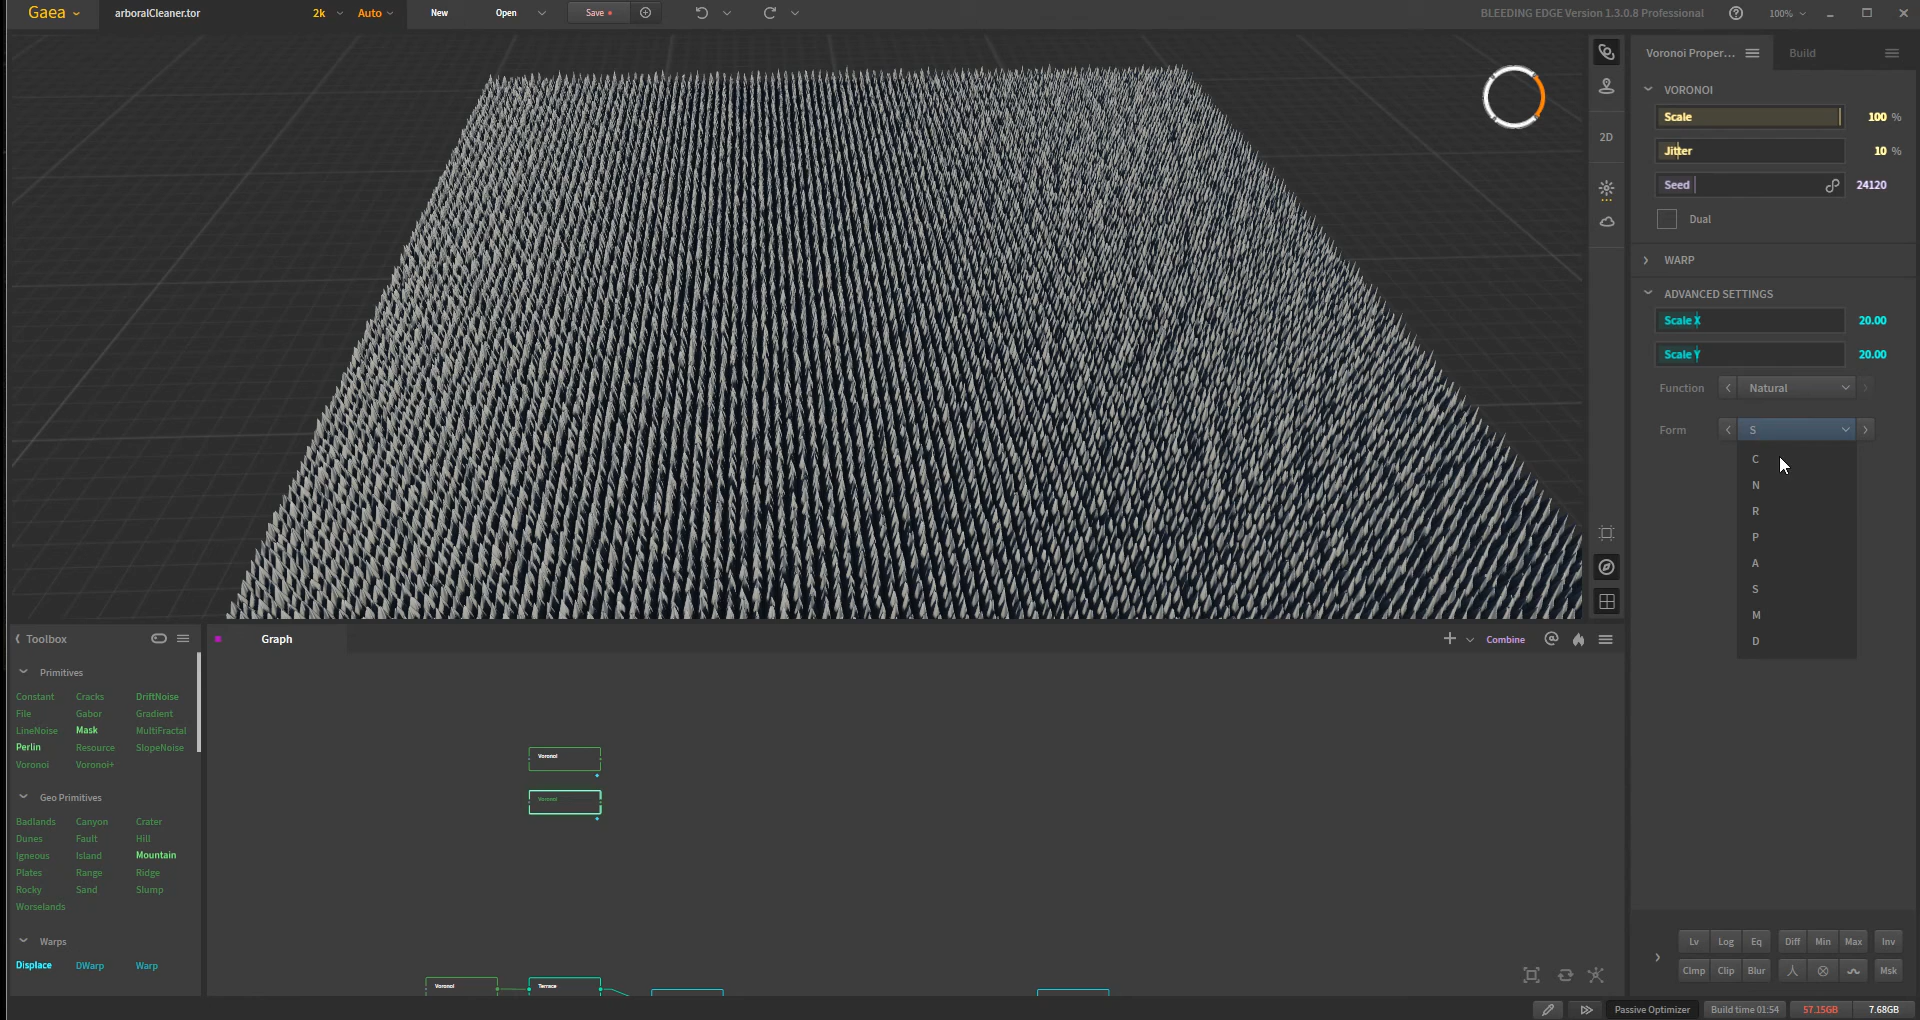 Gaea
arboralCleaner.tor
2k
Auto
New
Open
Save
BLEEDING EDGE Version 1.3.0.8 Professional
100%
Voronoi Proper...
Build
VORONOI
Scale 100 %
Jitter 10 %
Seed 24120
Dual
2D
WARP
ADVANCED SETTINGS
Scale X 20.00
Scale Y 20.00
Function Natural
Form S
C
N
R
P
A
S
M
D
Toolbox
Graph
Combine
Primitives
Constant Cracks DriftNoise
File Gabor Gradient
LineNoise Mask MultiFractal
Perlin Resource SlopeNoise
Voronoi Voronoi+
Geo Primitives
Badlands Canyon Crater
Dunes Fault Hill
Igneous Island Mountain
Plates Range Ridge
Rocky Sand Slump
Worselands
Warps
Displace DWarp Warp
Voronoi
Voronoi
Voronoi
Terrace
Lv Log Eq Diff Min Max Inv
Clmp Clip Blur Msk
Passive Optimizer
Build time 01:54
57.15GB
7.68GB